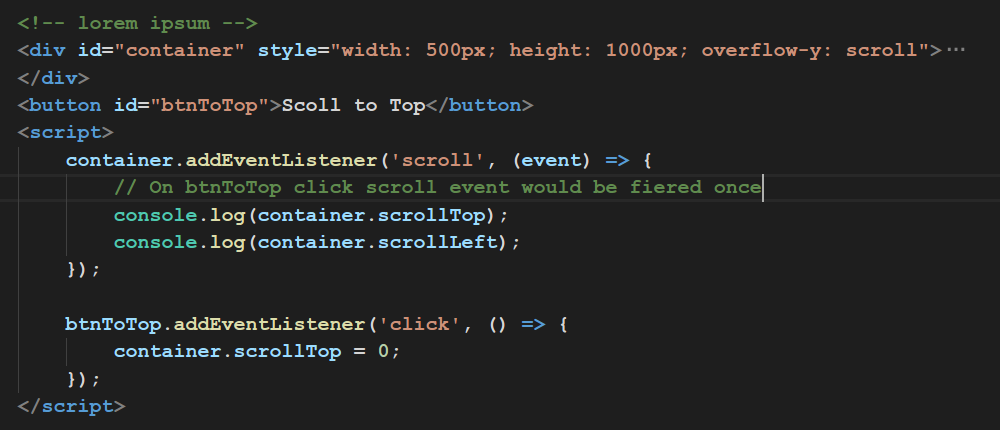 <!-- lorem ipsum -->
<div id="container" style="width: 500px; height: 1000px; overflow-y: scroll">···
</div>
<button id="btnToTop">Scoll to Top</button>
<script>
    container.addEventListener('scroll', (event) => {
        // On btnToTop click scroll event would be fiered once
        console.log(container.scrollTop);
        console.log(container.scrollLeft);
    });

    btnToTop.addEventListener('click', () => {
        container.scrollTop = 0;
    });
</script>